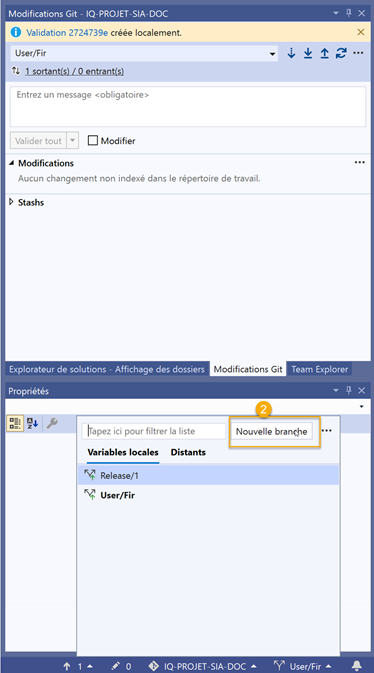 Modifications Git - IQ-PROJET-SIA-DOC
Validation 2724739e créée localement.
User/Fir
1 sortant(s) / 0 entrant(s)
Entrez un message <obligatoire>
Valider tout
Modifier
Modifications
Aucun changement non indexé dans le répertoire de travail.
Stashs
Explorateur de solutions - Affichage des dossiers
Modifications Git
Team Explorer
Propriétés
2
Tapez ici pour filtrer la liste
Nouvelle branche
Variables locales
Distants
Release/1
User/Fir
1
0
IQ-PROJET-SIA-DOC
User/Fir